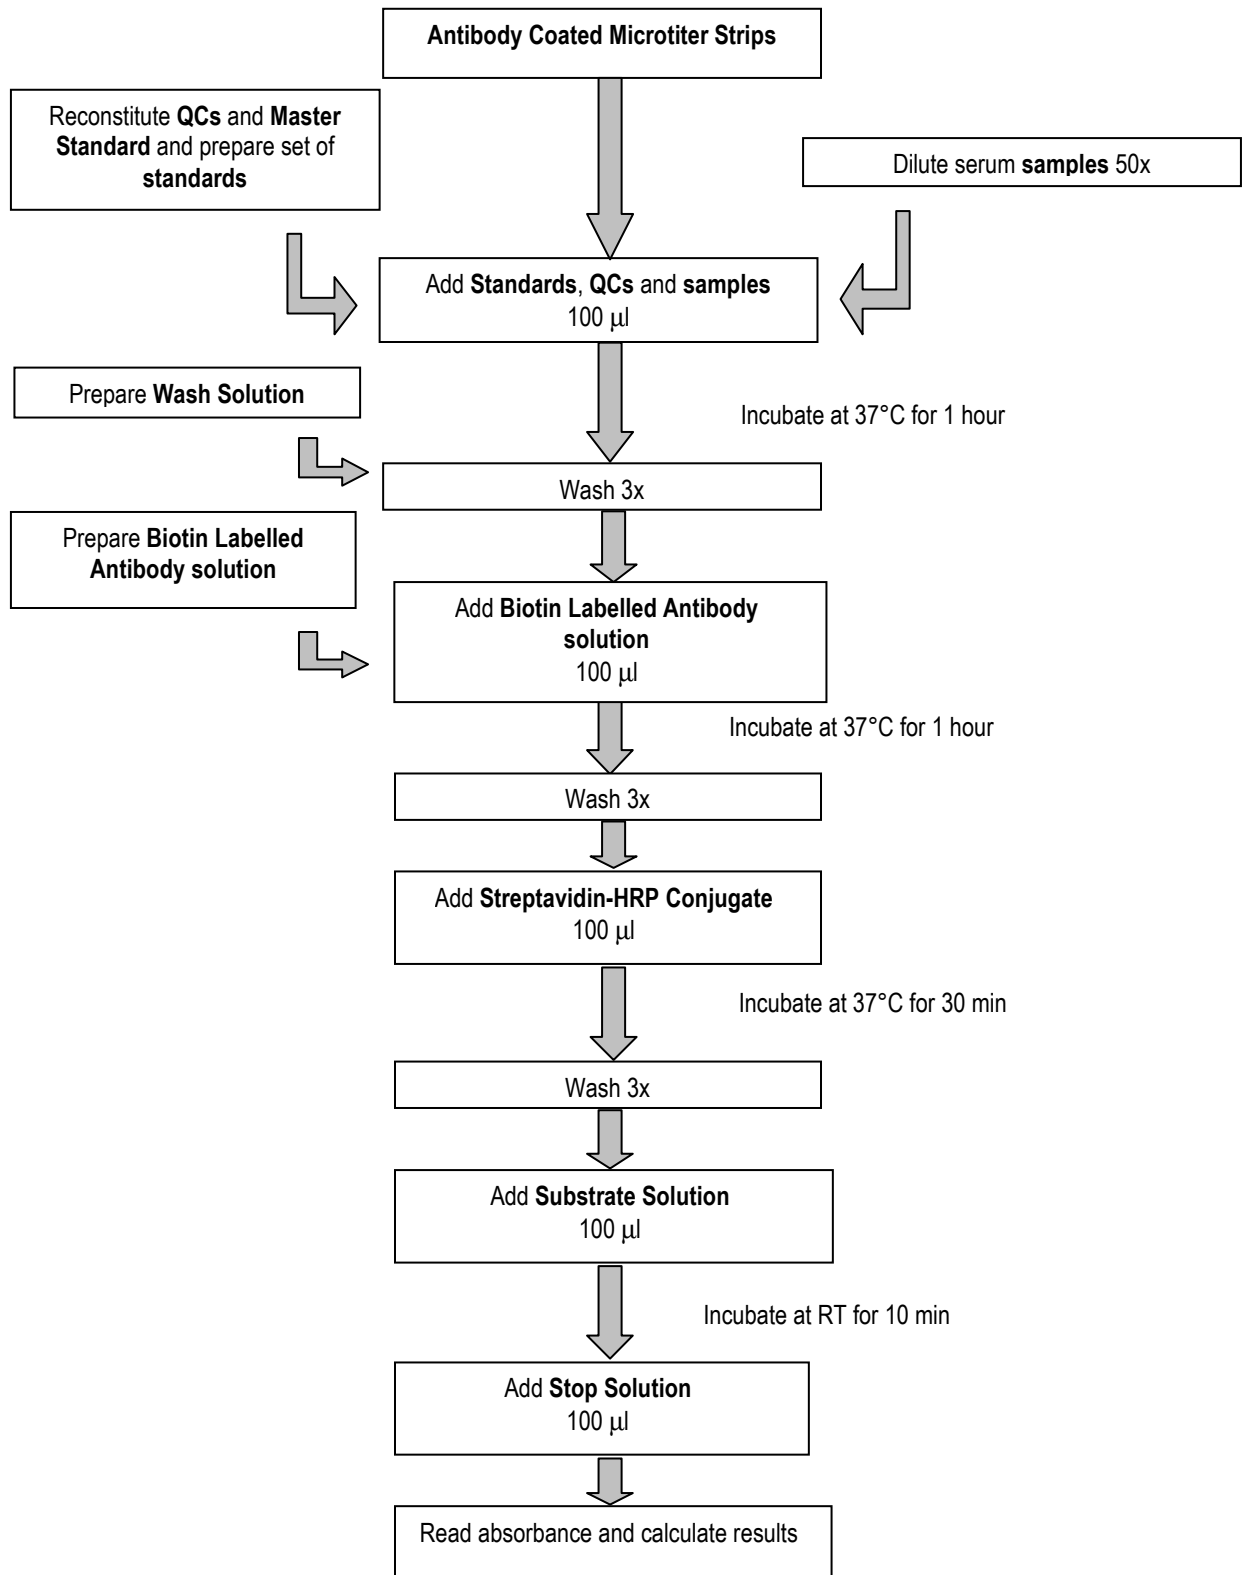 Antibody Coated Microtiter Strips
Reconstitute QCs and Master
Standard and prepare set of
standards
Dilute serum samples 50x
Add Standards, QCs and samples
100 µl
Prepare Wash Solution
Incubate at 37°C for 1 hour
Wash 3x
Prepare Biotin Labelled
Antibody solution
Add Biotin Labelled Antibody
solution
100 µl
Incubate at 37°C for 1 hour
Wash 3x
Add Streptavidin-HRP Conjugate
100 µl
Incubate at 37°C for 30 min
Wash 3x
Add Substrate Solution
100 µl
Incubate at RT for 10 min
Add Stop Solution
100 µl
Read absorbance and calculate results